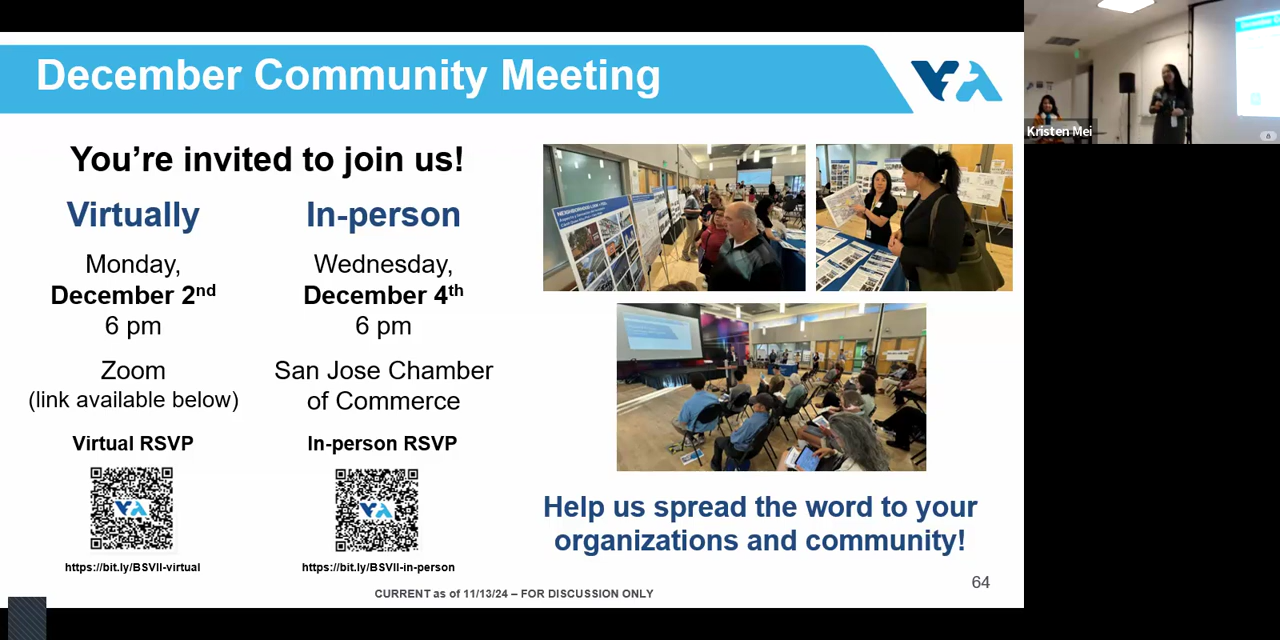 December Community Meeting
VTA
You're invited to join us!
Virtually
Monday,
December 2nd
6 pm
Zoom
(link available below)
Virtual RSVP
VTA
https://bit.ly/BSVII-virtual
In-person
Wednesday,
December 4th
6 pm
San Jose Chamber
of Commerce
In-person RSVP
VTA
https://bit.ly/BSVII-in-person
Help us spread the word to your
organizations and community!
CURRENT as of 11/13/24 – FOR DISCUSSION ONLY
64
Kristen Mei